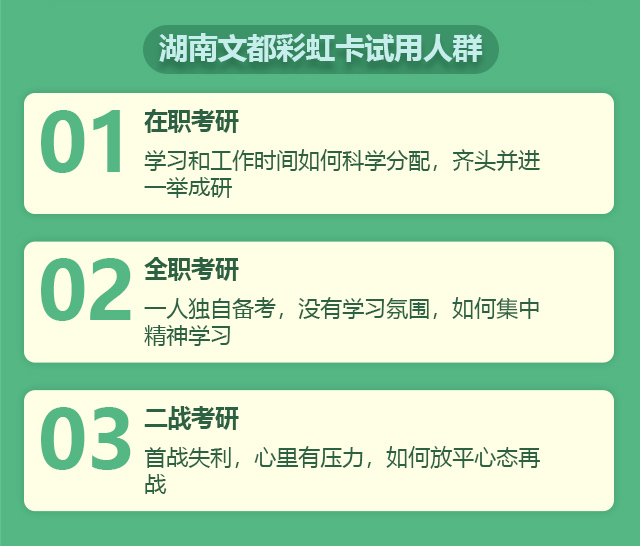 湖南文都彩虹卡试用人群
01
在职考研
学习和工作时间如何科学分配，齐头并进
一举成研
02
全职考研
一人独自备考，没有学习氛围，如何集中
精神学习
03
二战考研
首战失利，心里有压力，如何放平心态再
战